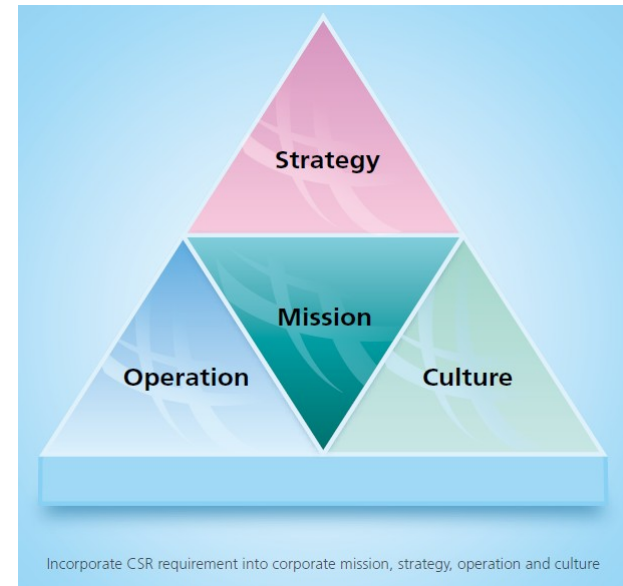 Strategy
Mission
Operation
Culture
Incorporate CSR requirement into corporate mission, strategy, operation and culture